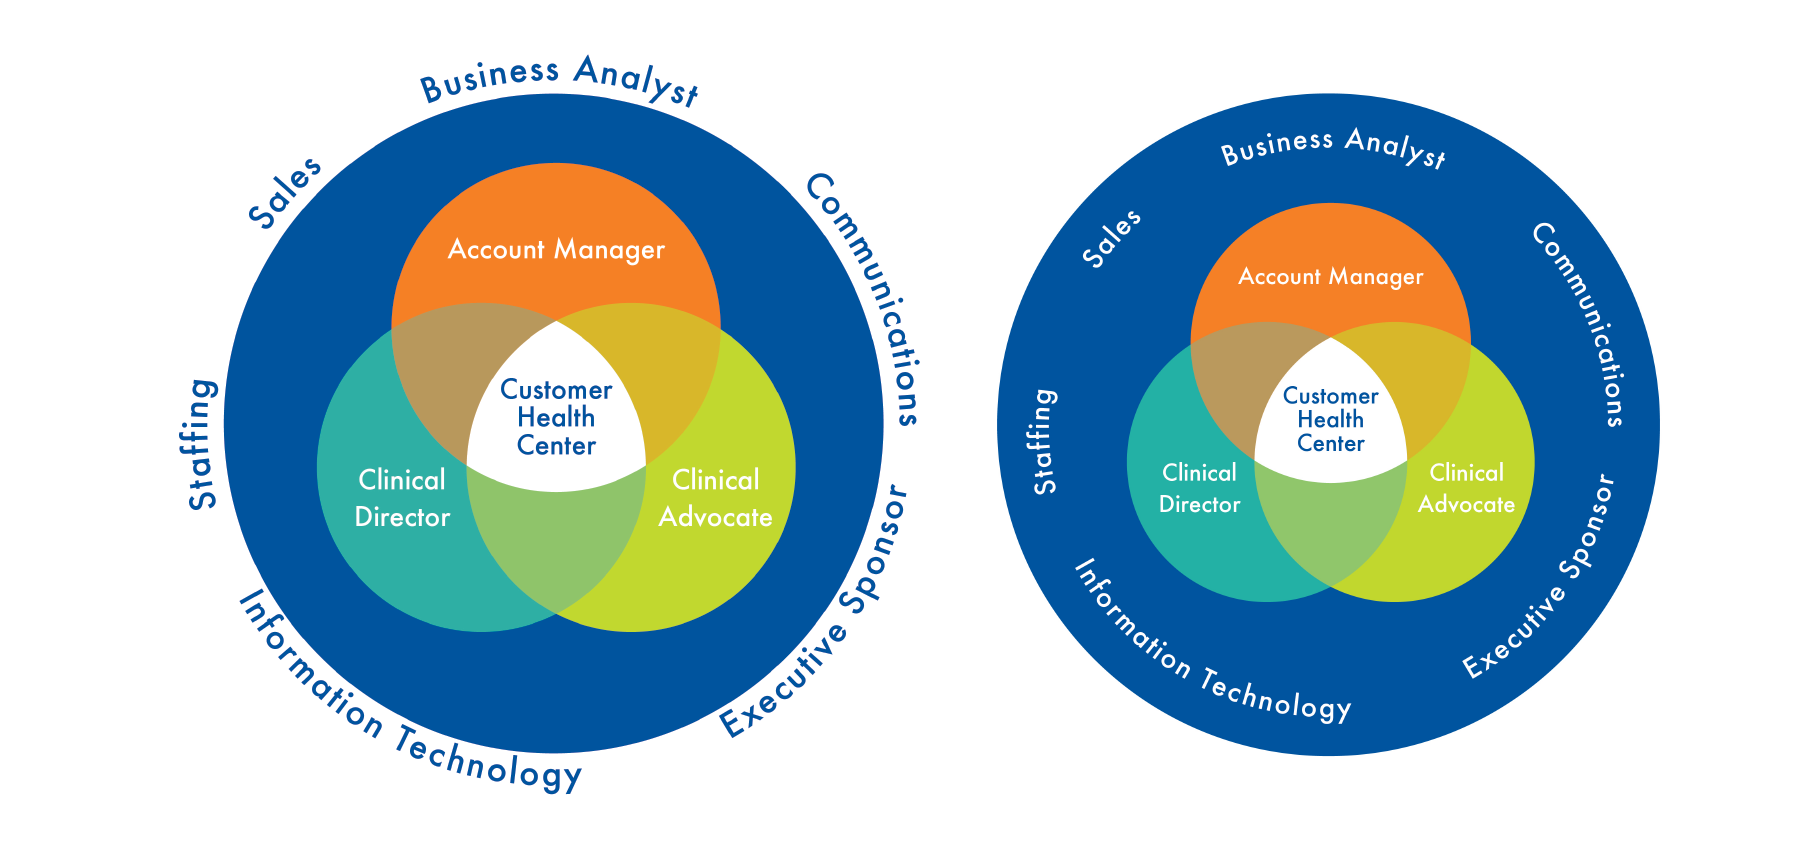 Business Analyst
Sales
Communications
Account Manager
Customer
Health
Center
Staffing
Clinical
Director
Clinical
Advocate
Executive Sponsor
Information Technology
Business Analyst
Sales
Communications
Account Manager
Customer
Health
Center
Staffing
Clinical
Director
Clinical
Advocate
Executive Sponsor
Information Technology